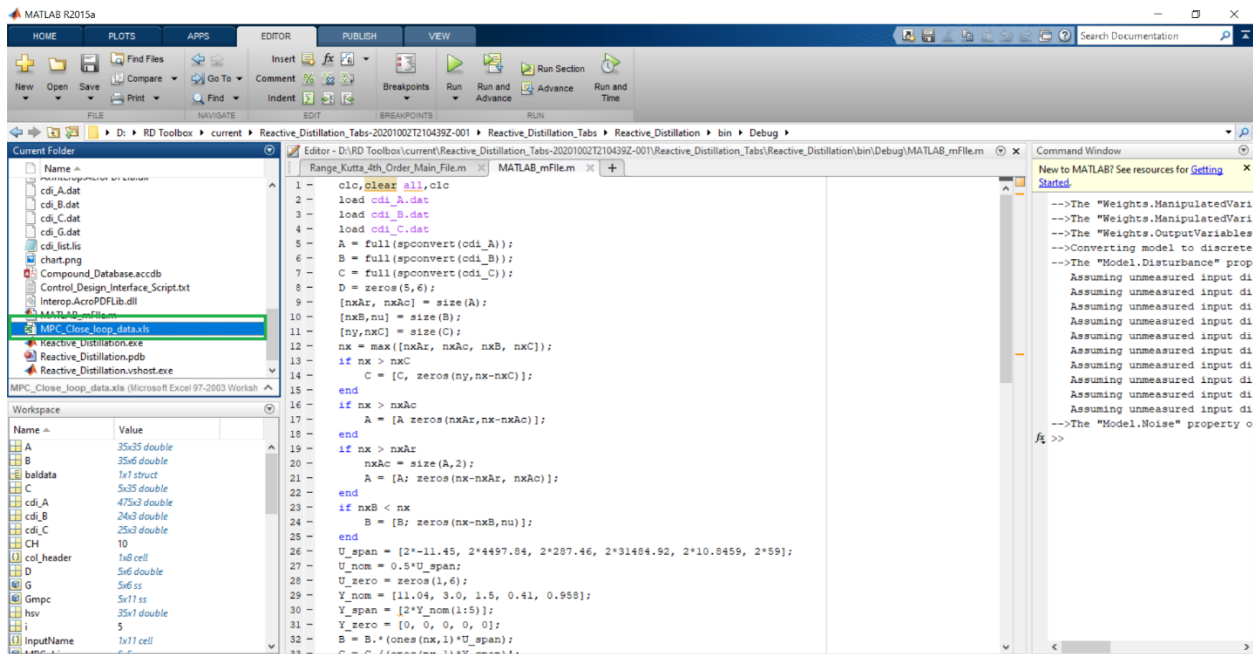 MATLAB R2015a
HOME PLOTS APPS EDITOR PUBLISH VIEW Search Documentation
New Open Save Find Files Compare Print Go To Find Insert fx Comment Indent Breakpoints Run Run and Advance Run Section Advance Run and Time
FILE NAVIGATE EDIT BREAKPOINTS RUN
D: RD Toolbox current Reactive_Distillation_Tabs-20201002T210439Z-001 Reactive_Distillation_Tabs Reactive_Distillation bin Debug
Current Folder
Name
cdi_A.dat
cdi_B.dat
cdi_C.dat
cdi_G.dat
cdi_list.lis
chart.png
Compound_Database.accdb
Control_Design_Interface_Script.txt
Interop.AcroPDFLib.dll
MATLAB_mFIle.m
MPC_Close_loop_data.xls
Reactive_Distillation.exe
Reactive_Distillation.pdb
Reactive_Distillation.vshost.exe
MPC_Close_loop_data.xls (Microsoft Excel 97-2003 Worksh
Workspace
Name Value
A 35x35 double
B 35x6 double
baldata 1x1 struct
C 5x35 double
cdi_A 475x3 double
cdi_B 24x3 double
cdi_C 25x3 double
CH 10
col_header 1x8 cell
D 5x6 double
G 5x6 ss
Gmpc 5x11 ss
hsv 35x1 double
i 5
InputName 1x11 cell
Editor - D:\RD Toolbox\current\Reactive_Distillation_Tabs-20201002T210439Z-001\Reactive_Distillation_Tabs\Reactive_Distillation\bin\Debug\MATLAB_mFIle.m
Range_Kutta_4th_Order_Main_File.m MATLAB_mFIle.m
1 - clc,clear all,clc
2 - load cdi_A.dat
3 - load cdi_B.dat
4 - load cdi_C.dat
5 - A = full(spconvert(cdi_A));
6 - B = full(spconvert(cdi_B));
7 - C = full(spconvert(cdi_C));
8 - D = zeros(5,6);
9 - [nxAr, nxAc] = size(A);
10 - [nxB,nu] = size(B);
11 - [ny,nxC] = size(C);
12 - nx = max([nxAr, nxAc, nxB, nxC]);
13 - if nx > nxC
14 - C = [C, zeros(ny,nx-nxC)];
15 - end
16 - if nx > nxAc
17 - A = [A zeros(nxAr,nx-nxAc)];
18 - end
19 - if nx > nxAr
20 - nxAc = size(A,2);
21 - A = [A; zeros(nx-nxAr, nxAc)];
22 - end
23 - if nxB < nx
24 - B = [B; zeros(nx-nxB,nu)];
25 - end
26 - U_span = [2*-11.45, 2*4497.84, 2*287.46, 2*31484.92, 2*10.8459, 2*59];
27 - U_nom = 0.5*U_span;
28 - U_zero = zeros(1,6);
29 - Y_nom = [11.04, 3.0, 1.5, 0.41, 0.958];
30 - Y_span = [2*Y_nom(1:5)];
31 - Y_zero = [0, 0, 0, 0, 0];
32 - B = B.*(ones(nx,1)*U_span);
Command Window
New to MATLAB? See resources for Getting
Started.
-->The "Weights.ManipulatedVari
-->The "Weights.ManipulatedVari
-->The "Weights.OutputVariables
-->Converting model to discrete
-->The "Model.Disturbance" prop
Assuming unmeasured input di
Assuming unmeasured input di
Assuming unmeasured input di
Assuming unmeasured input di
Assuming unmeasured input di
Assuming unmeasured input di
Assuming unmeasured input di
Assuming unmeasured input di
Assuming unmeasured input di
Assuming unmeasured input di
-->The "Model.Noise" property o
fx >>